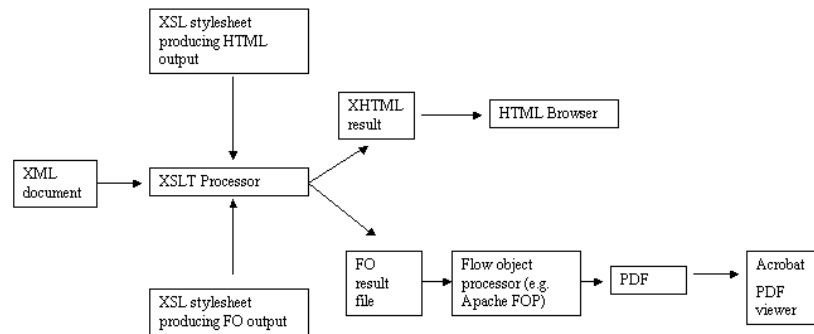 XSL stylesheet
producing HTML
output
XHTML
result
HTML Browser
XML
document
XSLT Processor
FO
result
file
Flow object
processor (e.g.
Apache FOP)
PDF
Acrobat
PDF
viewer
XSL stylesheet
producing FO output